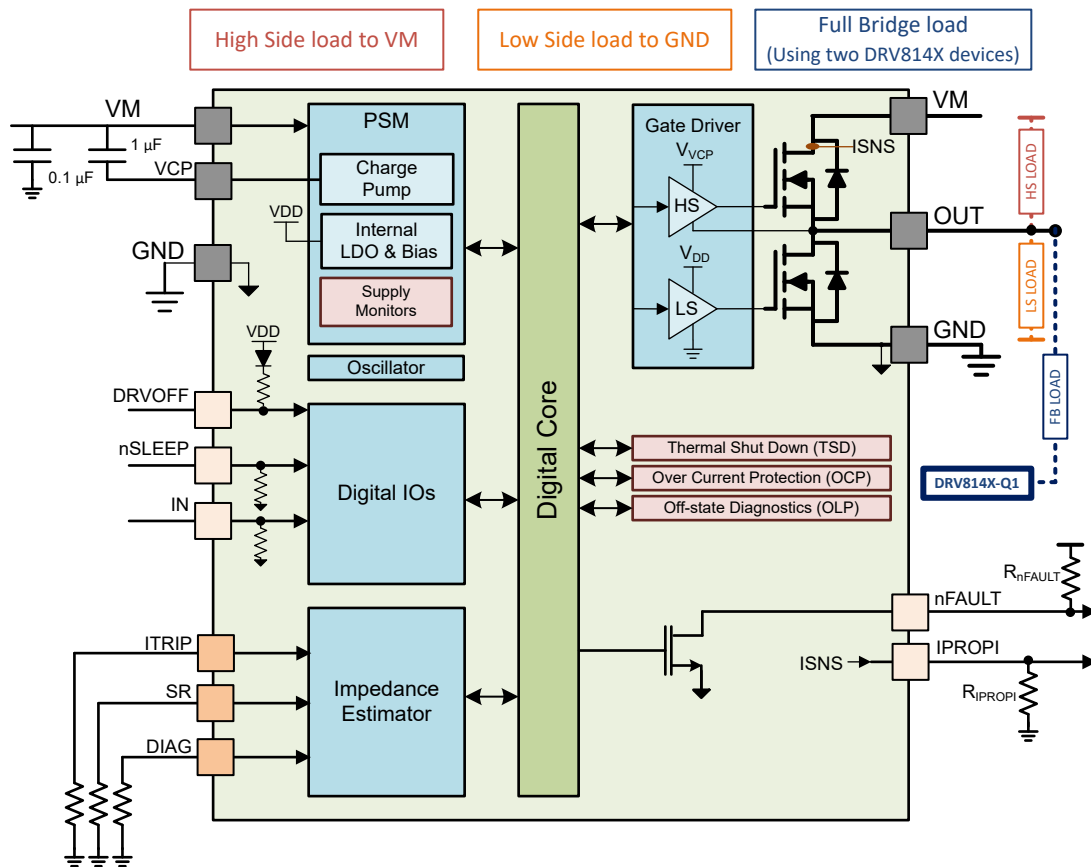 High Side load to VM
Low Side load to GND
Full Bridge load
(Using two DRV814X devices)
VM
1 µF
0.1 µF
VCP
GND
PSM
Charge
Pump
VDD
Internal
LDO & Bias
Supply
Monitors
Oscillator
VDD
DRVOFF
nSLEEP
IN
Digital IOs
ITRIP
SR
DIAG
Impedance
Estimator
Digital Core
Gate Driver
VVCP
HS
VDD
LS
ISNS
VM
OUT
GND
HS LOAD
LS LOAD
FB LOAD
DRV814X-Q1
Thermal Shut Down (TSD)
Over Current Protection (OCP)
Off-state Diagnostics (OLP)
RnFAULT
nFAULT
ISNS
IPROPI
RIPROPI